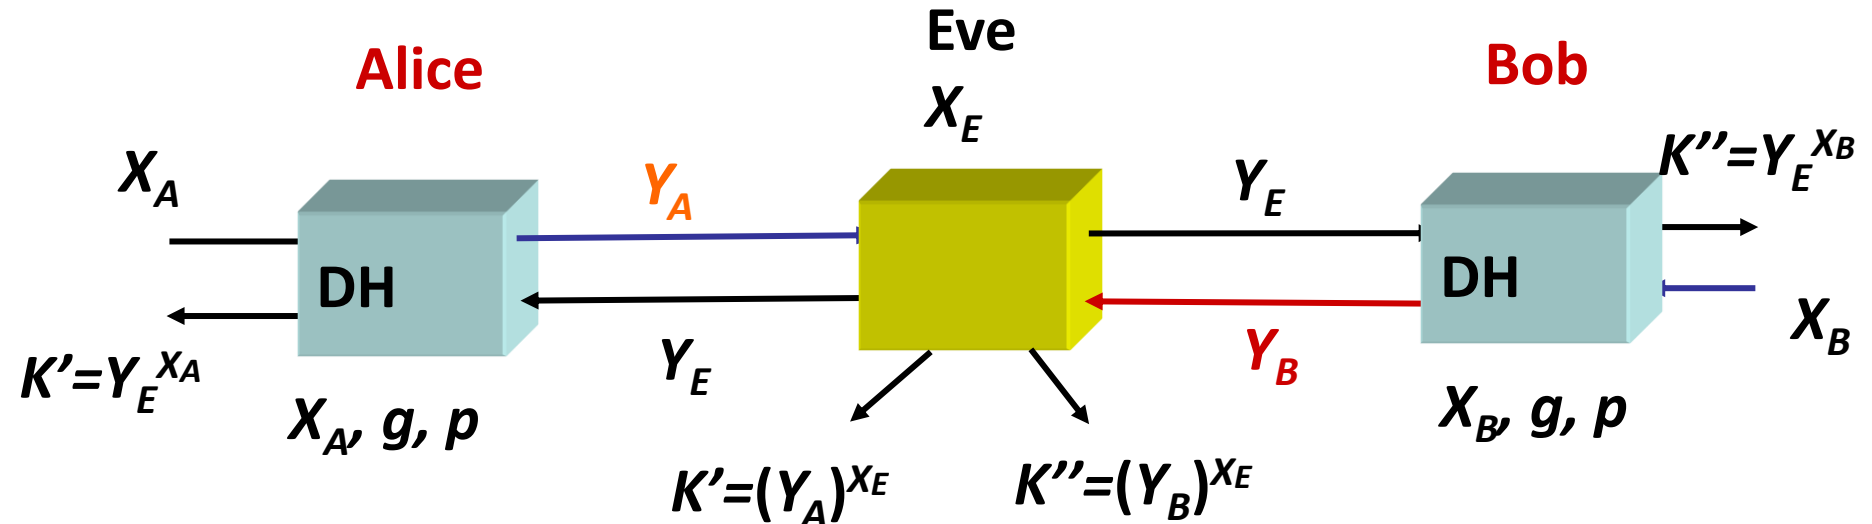 Eve
Alice
Bob
X_E
X_A
Y_A
Y_E
K’’=Y_E^{X_B}
DH
DH
Y_E
Y_B
X_B
K’=Y_E^{X_A}
X_A, g, p
X_B, g, p
K’=(Y_A)^{X_E}
K’’=(Y_B)^{X_E}